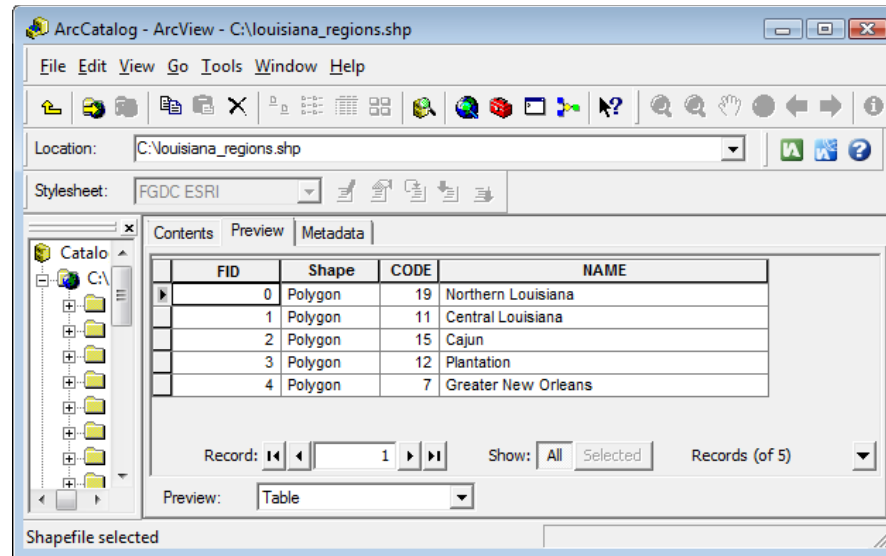 ArcCatalog - ArcView - C:\louisiana_regions.shp
File Edit View Go Tools Window Help
Location: C:\louisiana_regions.shp
Stylesheet: FGDC ESRI
Contents Preview Metadata
Catalo
C:\
FID Shape CODE NAME
0 Polygon 19 Northern Louisiana
1 Polygon 11 Central Louisiana
2 Polygon 15 Cajun
3 Polygon 12 Plantation
4 Polygon 7 Greater New Orleans
Record: 1 Show: All Selected Records (of 5)
Preview: Table
Shapefile selected